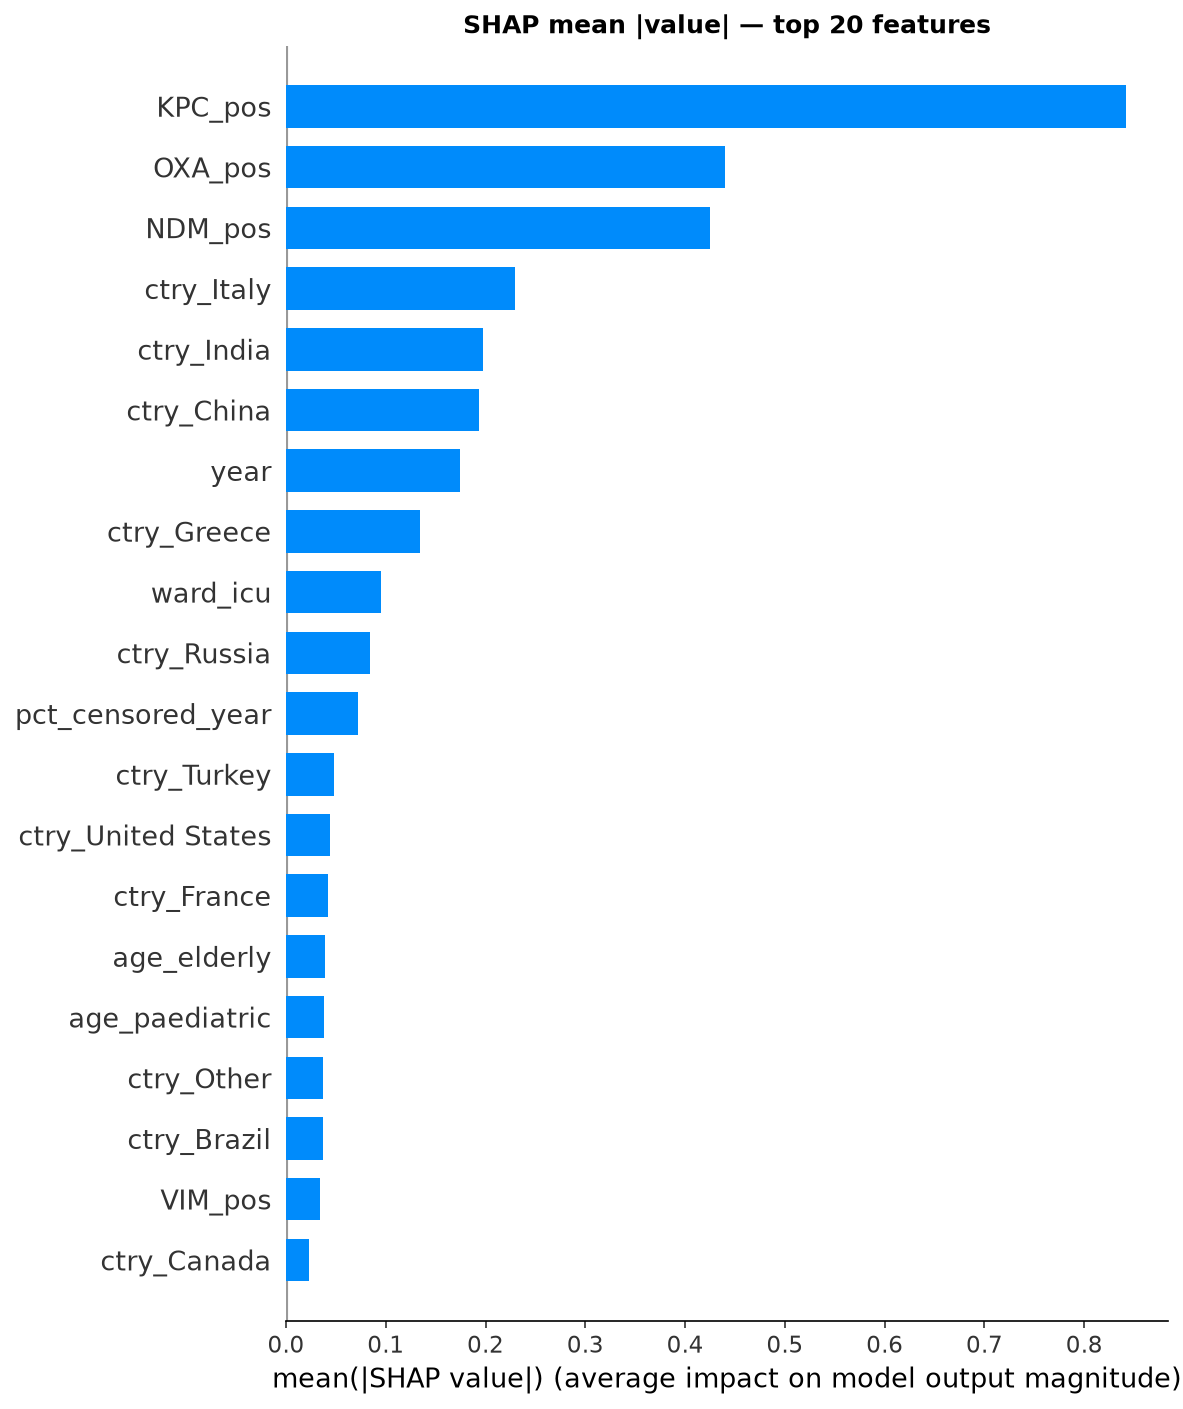 SHAP mean |value| — top 20 features
KPC_pos
OXA_pos
NDM_pos
ctry_Italy
ctry_India
ctry_China
year
ctry_Greece
ward_icu
ctry_Russia
pct_censored_year
ctry_Turkey
ctry_United States
ctry_France
age_elderly
age_paediatric
ctry_Other
ctry_Brazil
VIM_pos
ctry_Canada
0.0 0.1 0.2 0.3 0.4 0.5 0.6 0.7 0.8
mean(|SHAP value|) (average impact on model output magnitude)